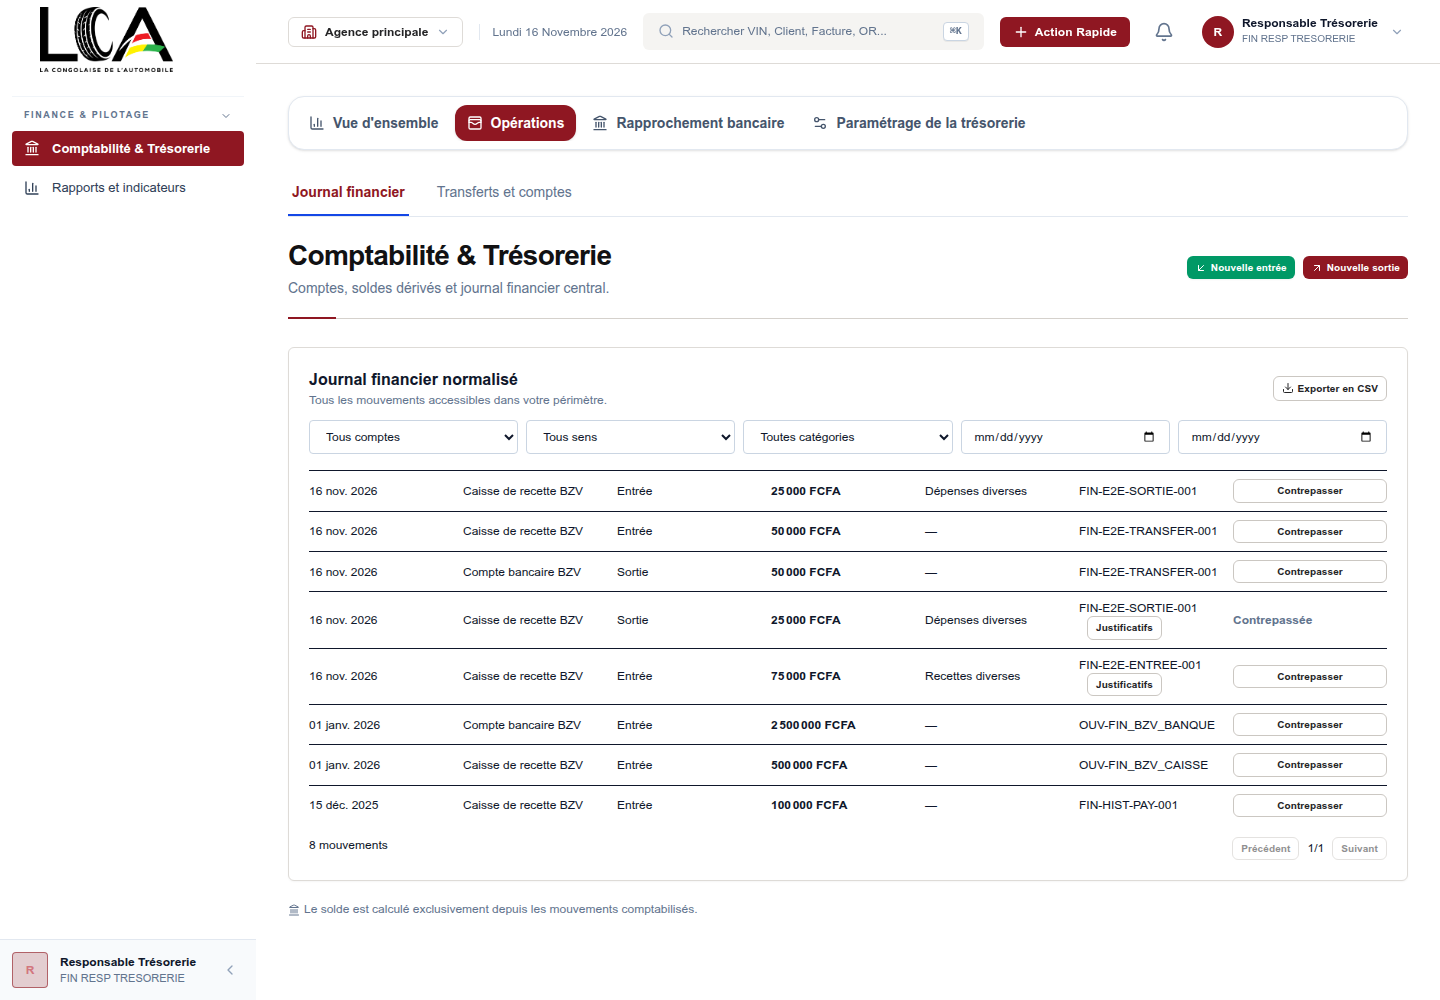 LCA
LA CONGOLAISE DE L'AUTOMOBILE
Agence principale
Lundi 16 Novembre 2026
Rechercher VIN, Client, Facture, OR...
⌘K
Action Rapide
R
Responsable Trésorerie
FIN RESP TRESORERIE
FINANCE & PILOTAGE
Comptabilité & Trésorerie
Rapports et indicateurs
Vue d'ensemble
Opérations
Rapprochement bancaire
Paramétrage de la trésorerie
Journal financier
Transferts et comptes
Comptabilité & Trésorerie
Comptes, soldes dérivés et journal financier central.
Nouvelle entrée
Nouvelle sortie
Journal financier normalisé
Tous les mouvements accessibles dans votre périmètre.
Exporter en CSV
Tous comptes
Tous sens
Toutes catégories
mm/dd/yyyy
mm/dd/yyyy
16 nov. 2026 Caisse de recette BZV Entrée 25 000 FCFA Dépenses diverses FIN-E2E-SORTIE-001 Contrepasser
16 nov. 2026 Caisse de recette BZV Entrée 50 000 FCFA — FIN-E2E-TRANSFER-001 Contrepasser
16 nov. 2026 Compte bancaire BZV Sortie 50 000 FCFA — FIN-E2E-TRANSFER-001 Contrepasser
16 nov. 2026 Caisse de recette BZV Sortie 25 000 FCFA Dépenses diverses FIN-E2E-SORTIE-001 Justificatifs Contrepassée
16 nov. 2026 Caisse de recette BZV Entrée 75 000 FCFA Recettes diverses FIN-E2E-ENTREE-001 Justificatifs Contrepasser
01 janv. 2026 Compte bancaire BZV Entrée 2 500 000 FCFA — OUV-FIN_BZV_BANQUE Contrepasser
01 janv. 2026 Caisse de recette BZV Entrée 500 000 FCFA — OUV-FIN_BZV_CAISSE Contrepasser
15 déc. 2025 Caisse de recette BZV Entrée 100 000 FCFA — FIN-HIST-PAY-001 Contrepasser
8 mouvements
Précédent 1/1 Suivant
Le solde est calculé exclusivement depuis les mouvements comptabilisés.
R
Responsable Trésorerie
FIN RESP TRESORERIE